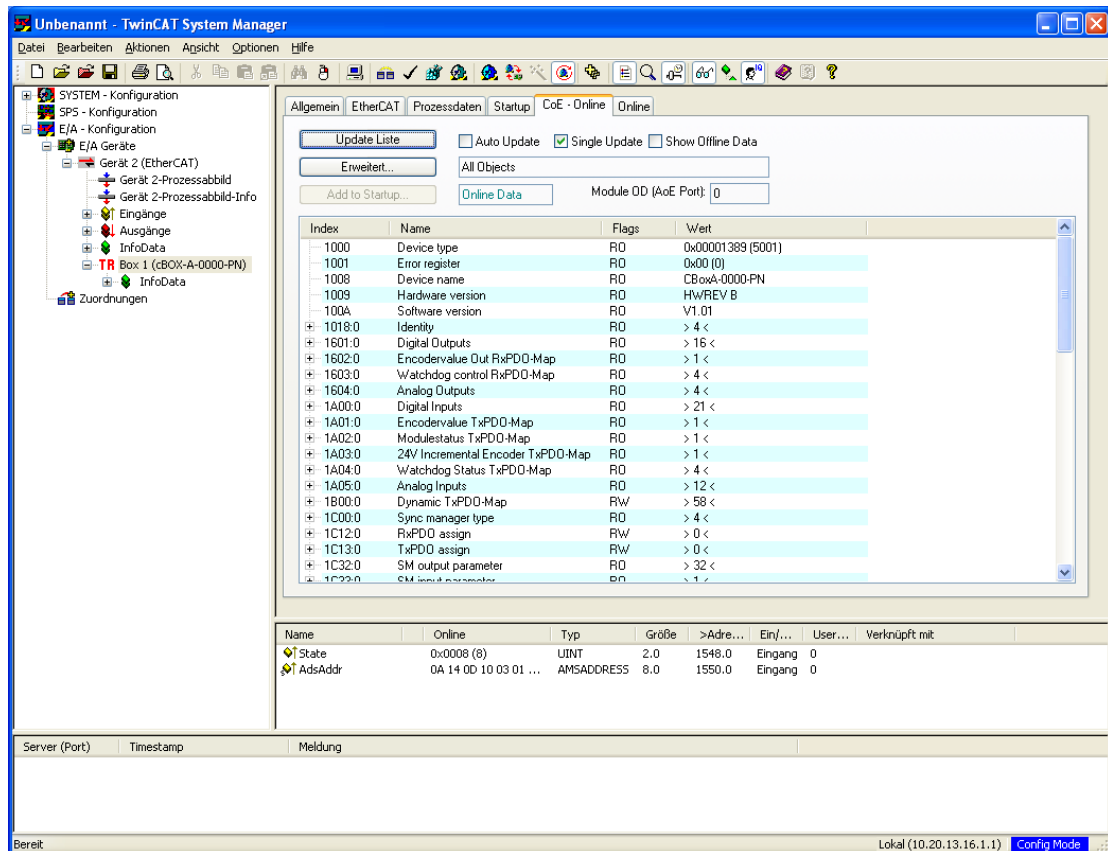 Unbenannt - TwinCAT System Manager
Datei Bearbeiten Aktionen Ansicht Optionen Hilfe
SYSTEM - Konfiguration
SPS - Konfiguration
E/A - Konfiguration
E/A Geräte
Gerät 2 (EtherCAT)
Gerät 2-Prozessabbild
Gerät 2-Prozessabbild-Info
Eingänge
Ausgänge
InfoData
TR Box 1 (cBOX-A-0000-PN)
InfoData
Zuordnungen
Allgemein EtherCAT Prozessdaten Startup CoE - Online Online
Update Liste Auto Update Single Update Show Offline Data
Erweitert... All Objects
Add to Startup... Online Data Module OD (AoE Port): 0
Index Name Flags Wert
1000 Device type RO 0x00001389 (5001)
1001 Error register RO 0x00 (0)
1008 Device name RO CBoxA-0000-PN
1009 Hardware version RO HWREV B
100A Software version RO V1.01
1018:0 Identity RO > 4 <
1601:0 Digital Outputs RO > 16 <
1602:0 Encodervalue Out RxPDO-Map RO > 1 <
1603:0 Watchdog control RxPDO-Map RO > 4 <
1604:0 Analog Outputs RO > 4 <
1A00:0 Digital Inputs RO > 21 <
1A01:0 Encodervalue TxPDO-Map RO > 1 <
1A02:0 Modulestatus TxPDO-Map RO > 1 <
1A03:0 24V Incremental Encoder TxPDO-Map RO > 1 <
1A04:0 Watchdog Status TxPDO-Map RO > 4 <
1A05:0 Analog Inputs RO > 12 <
1B00:0 Dynamic TxPDO-Map RW > 58 <
1C00:0 Sync manager type RO > 4 <
1C12:0 RxPDO assign RW > 0 <
1C13:0 TxPDO assign RW > 0 <
1C32:0 SM output parameter RO > 32 <
1C33:0 SM input parameter RO > 1 <
Name Online Typ Größe >Adre... Ein/... User... Verknüpft mit
State 0x0008 (8) UINT 2.0 1548.0 Eingang 0
AdsAddr 0A 14 0D 10 03 01 ... AMSADDRESS 8.0 1550.0 Eingang 0
Server (Port) Timestamp Meldung
Bereit Lokal (10.20.13.16.1.1) Config Mode